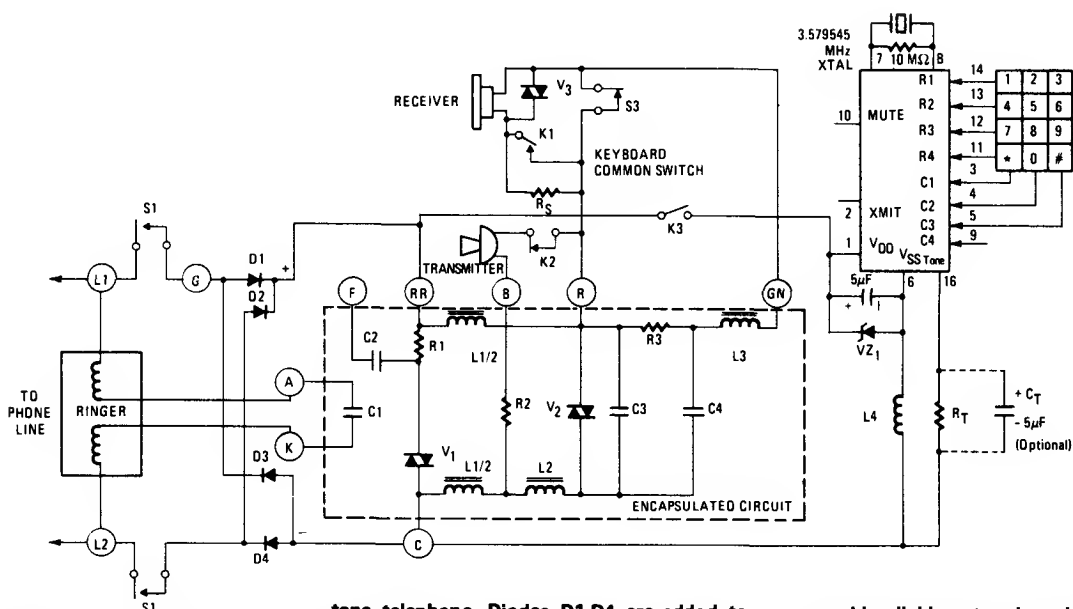 3.579545
MHz
XTAL
7 10 MΩ 8
R1 14
R2 13
R3 12
R4 11
C1 3
C2 4
C3 5
C4 9
10 MUTE
2 XMIT
1 VDD
VSS Tone
6 16
1 2 3
4 5 6
7 8 9
* 0 #
RECEIVER
V3
S3
K1
KEYBOARD
COMMON SWITCH
RS
K3
TRANSMITTER
K2
S1
L1
G
D1
+
D2
F
RR
B
R
GN
5μF
+
VZ1
C2
R1
L1/2
R3
L3
TO
PHONE
LINE
RINGER
A
C1
K
R2
V2
C3
C4
L4
RT
+ CT
- 5μF
(Optional)
V1
L1/2
L2
D3
ENCAPSULATED CIRCUIT
L2
D4
–
C
S1
tone telephone. Diodes D1-D4 are added to